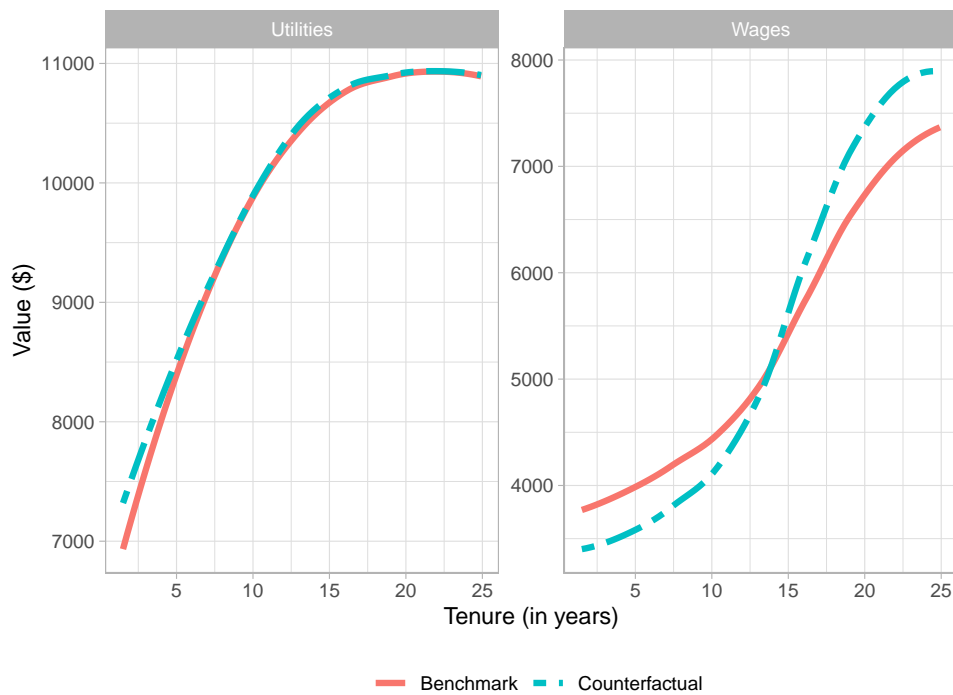 Utilities
Wages
Value ($)
11000
10000
9000
8000
7000
8000
7000
6000
5000
4000
5 10 15 20 25
5 10 15 20 25
Tenure (in years)
Benchmark Counterfactual